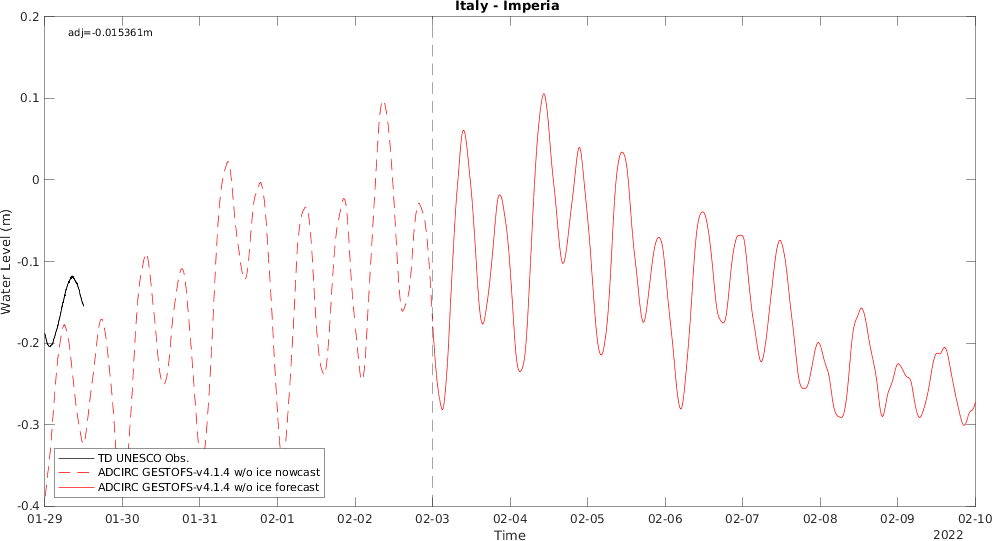 Italy - Imperia
adj=-0.015361m
0.2
0.1
0
-0.1
-0.2
-0.3
-0.4
Water Level (m)
TD UNESCO Obs.
ADCIRC GESTOFS-v4.1.4 w/o ice nowcast
ADCIRC GESTOFS-v4.1.4 w/o ice forecast
01-29 01-30 01-31 02-01 02-02 02-03 02-04 02-05 02-06 02-07 02-08 02-09 02-10
Time
2022